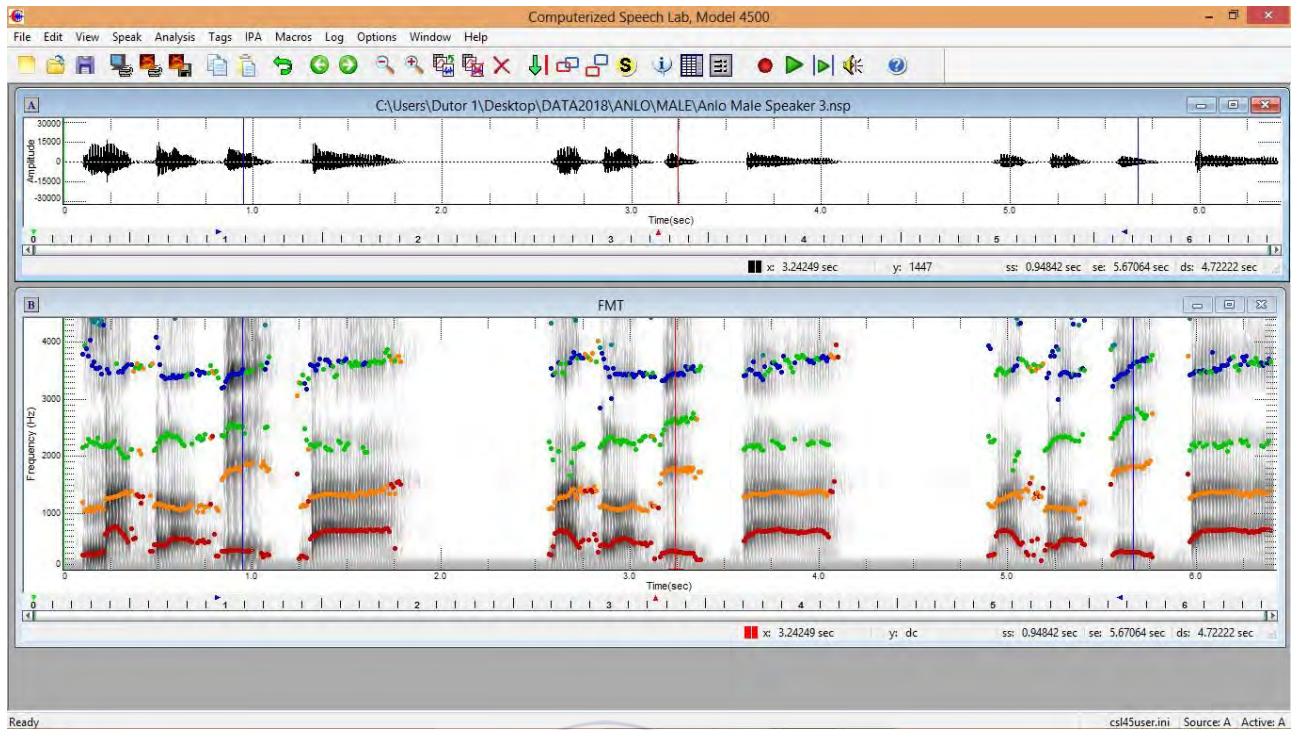 Computerized Speech Lab, Model 4500
File Edit View Speak Analysis Tags IPA Macros Log Options Window Help
A C:\Users\Dutor 1\Desktop\DATA2018\ANLO\MALE\Anlo Male Speaker 3.nsp
30000
15000
0
-15000
-30000
Amplitude
0 1.0 2.0 3.0 4.0 5.0 6.0
Time(sec)
0 1 2 3 4 5 6
x: 3.24249 sec y: 1447 ss: 0.94842 sec se: 5.67064 sec ds: 4.72222 sec
B FMT
4000
3000
2000
1000
0
Frequency (Hz)
0 1.0 2.0 3.0 4.0 5.0 6.0
Time(sec)
0 1 2 3 4 5 6
x: 3.24249 sec y: dc ss: 0.94842 sec se: 5.67064 sec ds: 4.72222 sec
Ready csl45user.ini Source: A Active: A